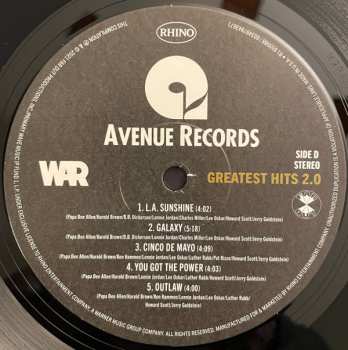 RHINO
AVENUE RECORDS
WAR
SIDE D
STEREO
GREATEST HITS 2.0
1. L.A. SUNSHINE (4:02)
(Papa Dee Allen/Harold Brown/B.B. Dickerson/Lonnie Jordan/Charles Miller/Lee Oskar/Howard Scott/Jerry Goldstein)
2. GALAXY (5:18)
(Papa Dee Allen/Harold Brown/B.B. Dickerson/Lonnie Jordan/Charles Miller/Lee Oskar/Howard Scott/Jerry Goldstein)
3. CINCO DE MAYO (4:09)
(Papa Dee Allen/Harold Brown/Ron Hammon/Lonnie Jordan/Lee Oskar/Luther Rabb/Pat Rizzo/Howard Scott/Jerry Goldstein)
4. YOU GOT THE POWER (4:03)
(Papa Dee Allen/Harold Brown/Ron Hammon/Lonnie Jordan/Lee Oskar/Luther Rabb/Howard Scott/Jerry Goldstein)
5. OUTLAW (4:00)
(Papa Dee Allen/Harold Brown/Ron Hammon/Lonnie Jordan/Lee Oskar/Luther Rabb/
Howard Scott/Jerry Goldstein)